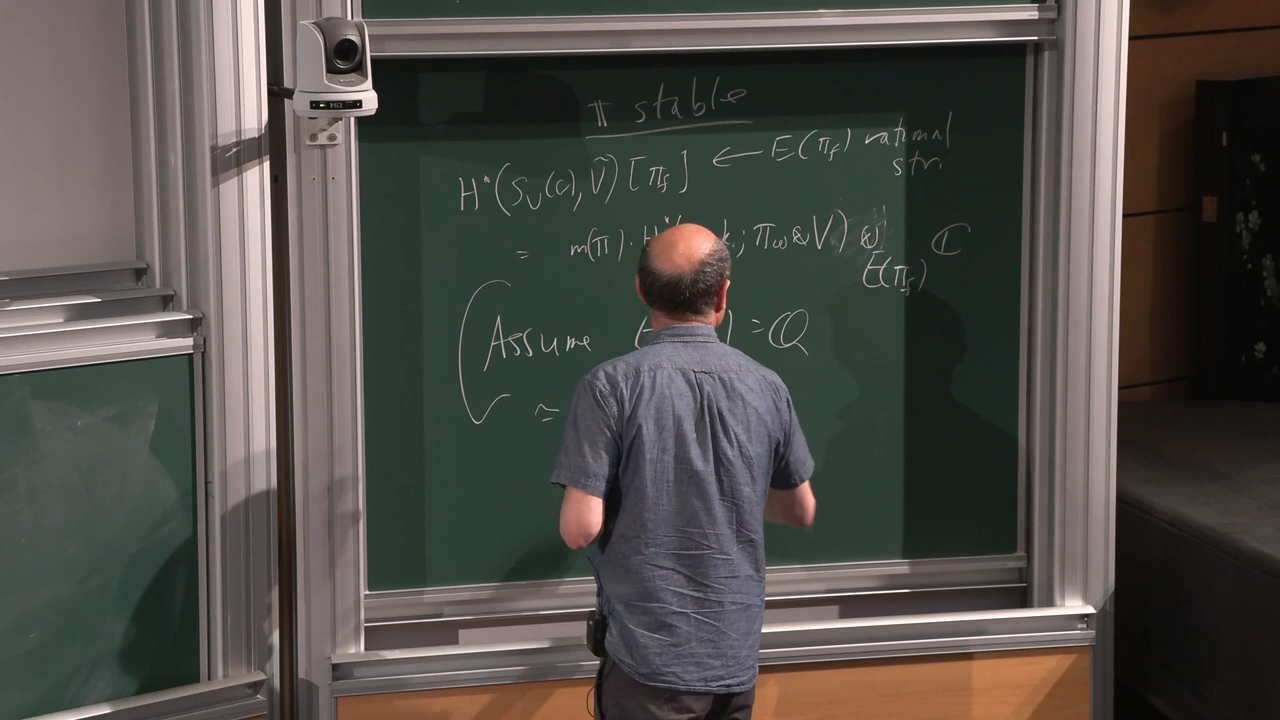 π stable
H*(S_U(ℂ), Ṽ)[π_f] ← E(π_f) rational
str
= m(π) · H*( k; π_∞ ⊗ V) ⊗ ℂ
E(π_f)
Assume ) = ℚ
≃